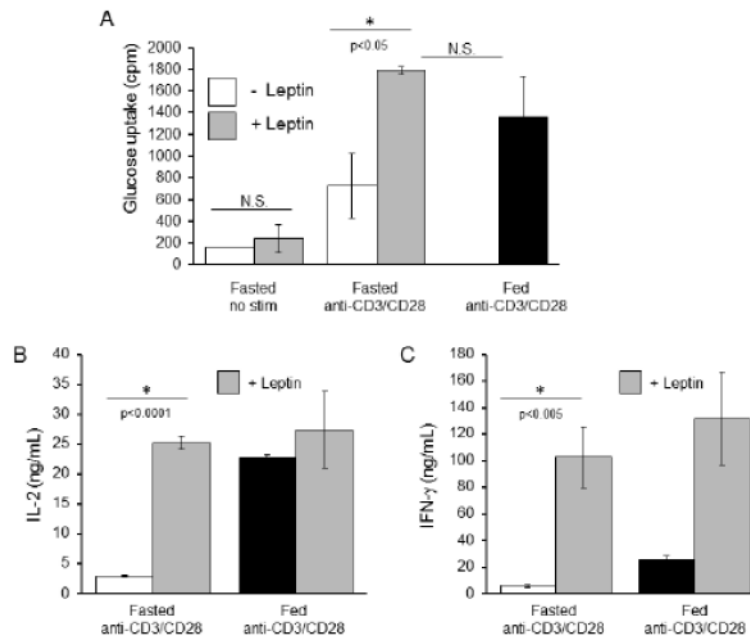 A
*
p<0.05
N.S.
Glucose uptake (cpm)
2000
1800
1600
1400
1200
1000
800
600
400
200
0
- Leptin
+ Leptin
N.S.
Fasted
no stim
Fasted
anti-CD3/CD28
Fed
anti-CD3/CD28
B
IL-2 (ng/mL)
40
35
30
25
20
15
10
5
0
*
p<0.0001
+ Leptin
Fasted
anti-CD3/CD28
Fed
anti-CD3/CD28
C
IFN-γ (ng/mL)
180
160
140
120
100
80
60
40
20
0
*
p<0.005
+ Leptin
Fasted
anti-CD3/CD28
Fed
anti-CD3/CD28